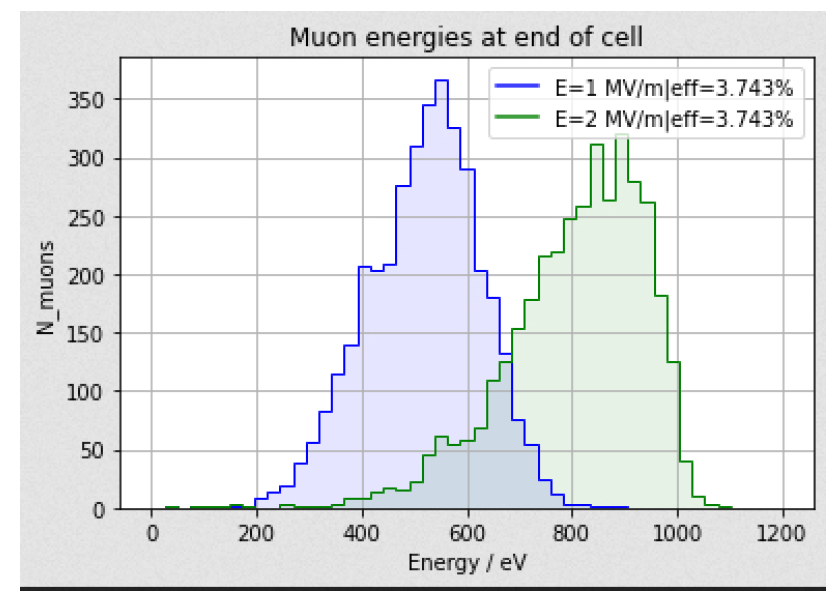 Muon energies at end of cell
E=1 MV/m|eff=3.743%
E=2 MV/m|eff=3.743%
350
300
250
200
150
100
50
0
N_muons
0 200 400 600 800 1000 1200
Energy / eV